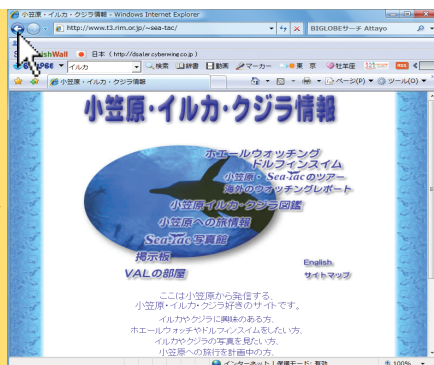 小笠原・イルカ・クジラ情報 - Windows Internet Explorer
http://www.t3.rim.or.jp/~sea-tac/
BIGLOBEサーチ Attayo
ishWall 日本 ( http://dsale r.cyberwing.co.jp )
イルカ 検索 辞書 動画 マーカー 東京 牡羊座
小笠原・イルカ・クジラ情報 ページ(P) ツール(O)
小笠原・イルカ・クジラ情報
ホエールウォッチング
ドルフィンスイム
小笠原・Sea-Tacのツアー
海外のウォッチングレポート
小笠原イルカ・クジラ図鑑
小笠原への旅情報
Sea-Tac写真館
掲示板
VALの部屋
English
サイトマップ
ここは小笠原から発信する、
小笠原・イルカ・クジラ好きのサイトです。
イルカやクジラに興味のある方、
ホエールウォッチやドルフィンスイムをしたい方、
イルカやクジラの写真を見たい方、
小笠原への旅行を計画中の方、
インターネット | 保護モード: 有効 100%